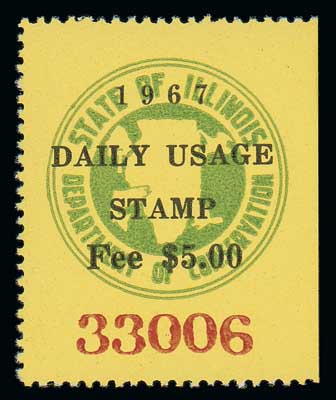 STATE OF ILLINOIS
1967
DAILY USAGE
STAMP
Fee $5.00
DEPARTMENT OF CONSERVATION
33006